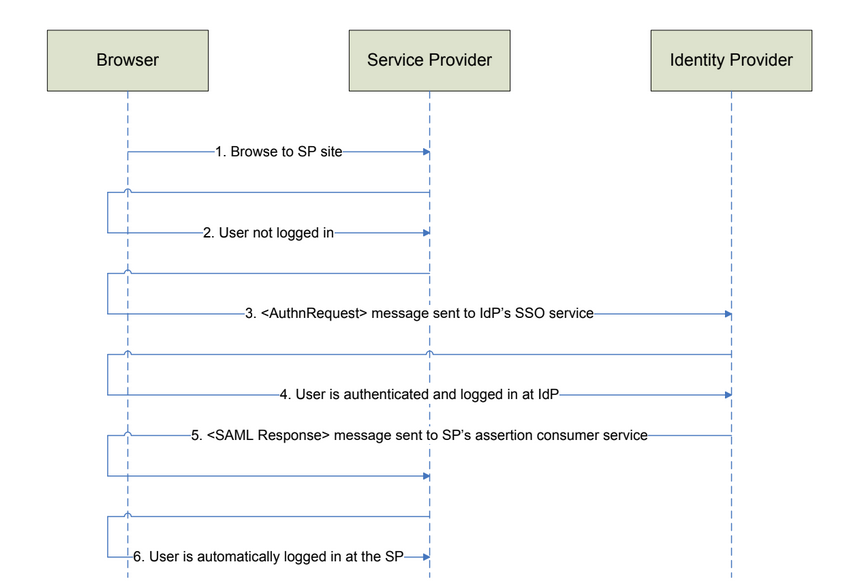 Browser
Service Provider
Identity Provider
1. Browse to SP site
2. User not logged in
3. <AuthnRequest> message sent to IdP’s SSO service
4. User is authenticated and logged in at IdP
5. <SAML Response> message sent to SP’s assertion consumer service
6. User is automatically logged in at the SP